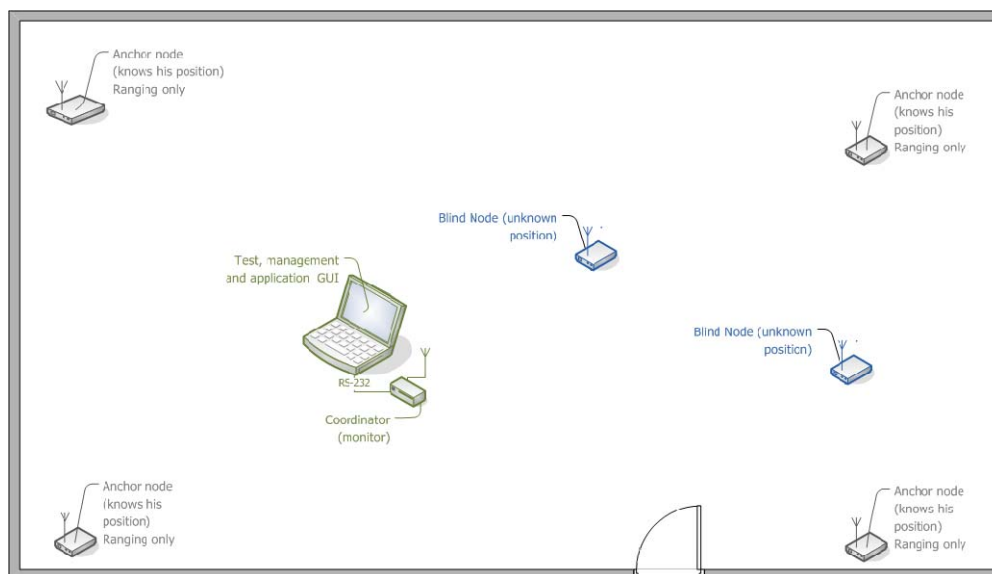 Anchor node
(knows his position)
Ranging only
Anchor node
(knows his
position)
Ranging only
Blind Node (unknown
position)
Test, management
and application GUI
Blind Node (unknown
position)
RS-232
Coordinator
(monitor)
Anchor node
(knows his
position)
Ranging only
Anchor node
(knows his
position)
Ranging only